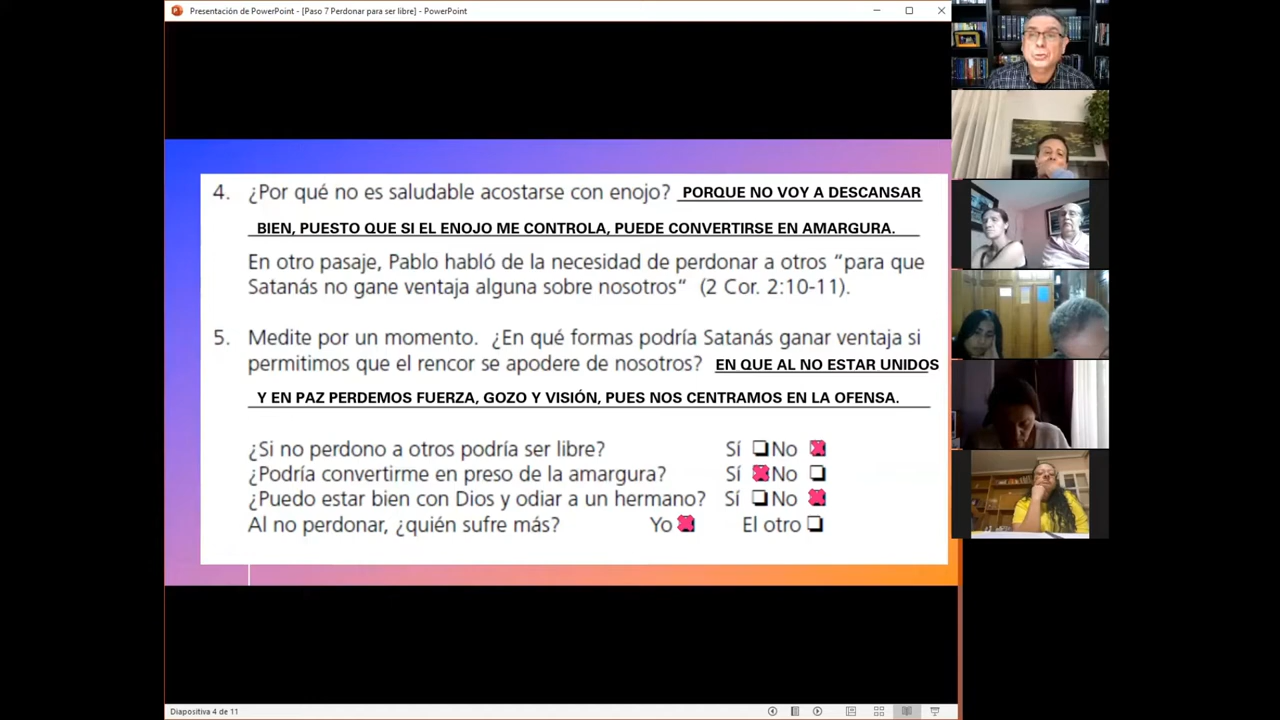 Presentación de PowerPoint - [Paso 7 Perdonar para ser libre] - PowerPoint
4. ¿Por qué no es saludable acostarse con enojo? PORQUE NO VOY A DESCANSAR
BIEN, PUESTO QUE SI EL ENOJO ME CONTROLA, PUEDE CONVERTIRSE EN AMARGURA.
En otro pasaje, Pablo habló de la necesidad de perdonar a otros “para que
Satanás no gane ventaja alguna sobre nosotros“ (2 Cor. 2:10-11).
5. Medite por un momento. ¿En qué formas podría Satanás ganar ventaja si
permitimos que el rencor se apodere de nosotros? EN QUE AL NO ESTAR UNIDOS
Y EN PAZ PERDEMOS FUERZA, GOZO Y VISIÓN, PUES NOS CENTRAMOS EN LA OFENSA.
¿Si no perdono a otros podría ser libre? Sí No
¿Podría convertirme en preso de la amargura? Sí No
¿Puedo estar bien con Dios y odiar a un hermano? Sí No
Al no perdonar, ¿quién sufre más? Yo El otro
Diapositiva 4 de 11